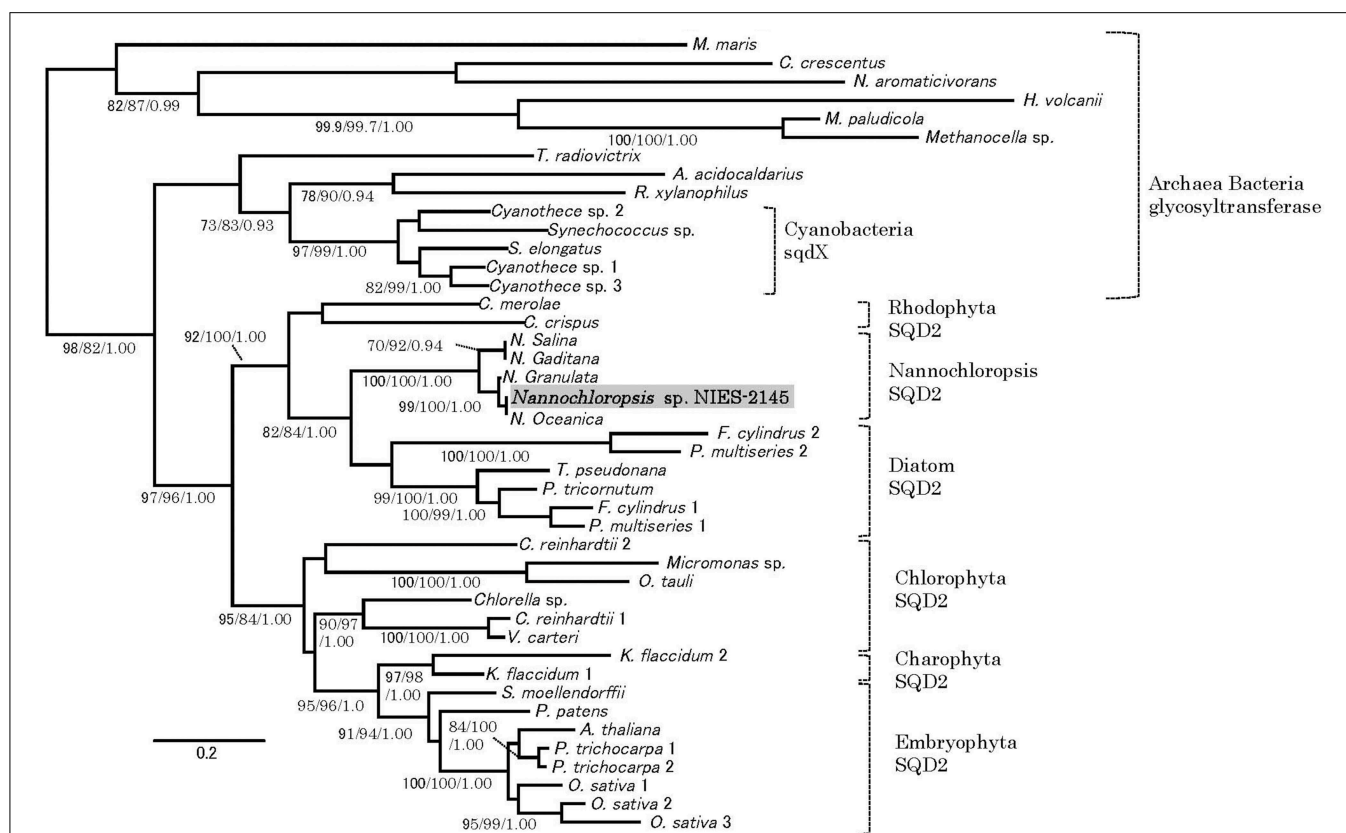 M. maris
C. crescentus
N. aromaticivorans
82/87/0.99
H. volcanii
99.9/99.7/1.00
M. paludicola
100/100/1.00
Methanocella sp.
T. radiovictrix
A. acidocaldarius
78/90/0.94
R. xylanophilus
Archaea Bacteria
glycosyltransferase
73/83/0.93
Cyanothece sp. 2
Synechococcus sp.
97/99/1.00
S. elongatus
Cyanothece sp. 1
82/99/1.00
Cyanothece sp. 3
Cyanobacteria
sqdX
C. merolae
C. crispus
Rhodophyta
SQD2
98/82/1.00
92/100/1.00
70/92/0.94
N. Salina
N. Gaditana
100/100/1.00
N. Granulata
Nannochloropsis sp. NIES-2145
99/100/1.00
N. Oceanica
Nannochloropsis
SQD2
82/84/1.00
F. cylindrus 2
100/100/1.00
P. multiseries 2
T. pseudonana
99/100/1.00
P. tricornutum
100/99/1.00
F. cylindrus 1
P. multiseries 1
Diatom
SQD2
97/96/1.00
C. reinhardtii 2
Micromonas sp.
100/100/1.00
O. tauli
Chlorella sp.
95/84/1.00
90/97
/1.00
C. reinhardtii 1
100/100/1.00
V. carteri
Chlorophyta
SQD2
K. flaccidum 2
97/98
/1.00
K. flaccidum 1
Charophyta
SQD2
95/96/1.0
S. moellendorffii
P. patens
91/94/1.00
84/100
/1.00
A. thaliana
P. trichocarpa 1
P. trichocarpa 2
100/100/1.00
O. sativa 1
O. sativa 2
95/99/1.00
O. sativa 3
Embryophyta
SQD2
0.2